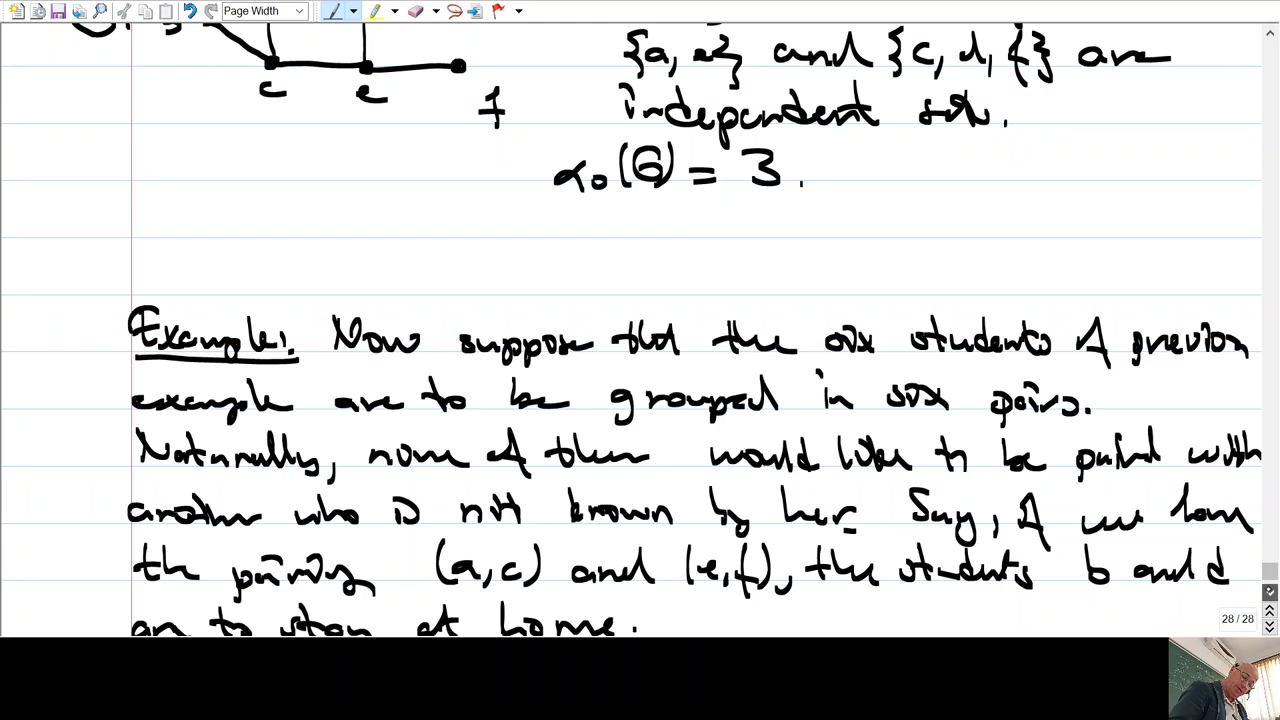 Page Width
{a, e} and {c, d, f} are
c e f
independent sets.
α₀(G) = 3.
Example: Now suppose that the six students of previous
example are to be grouped in six pairs.
Naturally, none of them would like to be paired with
another who is not known by her. Say, if we have
the pairing (a,c) and (e,f), the students b and d
are to stay at home.
28 / 28